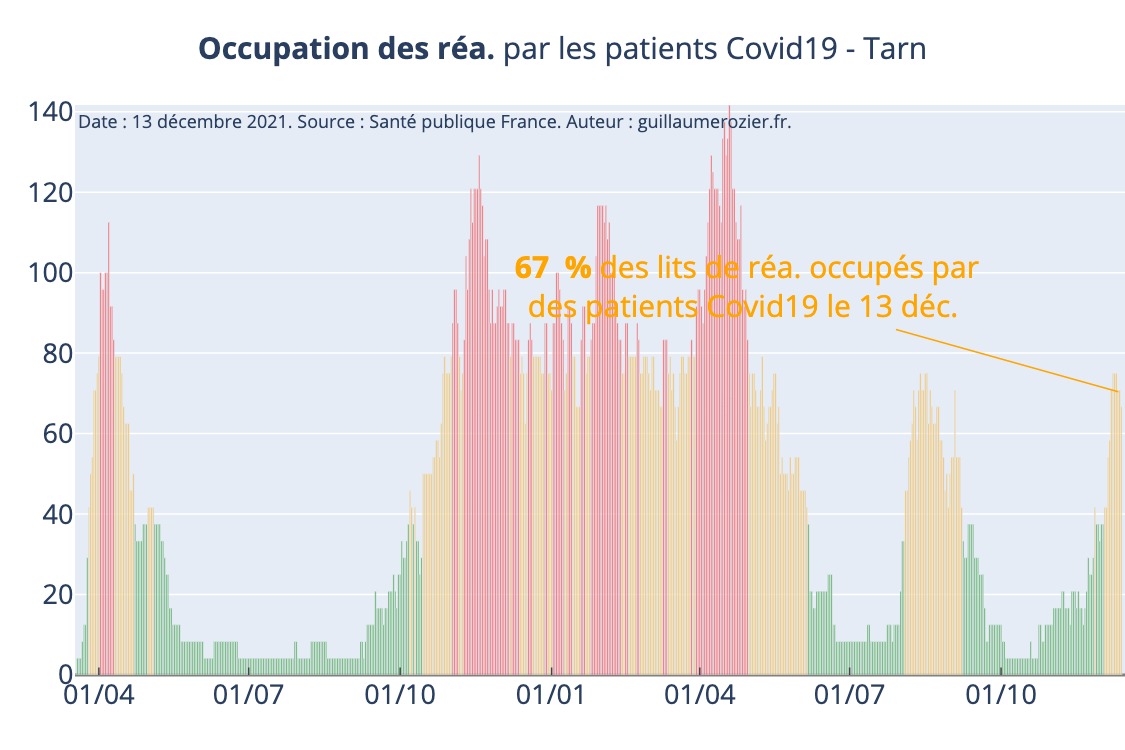 Occupation des réa. par les patients Covid19 - Tarn
140
Date : 13 décembre 2021. Source : Santé publique France. Auteur : guillaumerozier.fr.
120
100
67 % des lits de réa. occupés par
des patients Covid19 le 13 déc.
80
60
40
20
0
01/04 01/07 01/10 01/01 01/04 01/07 01/10